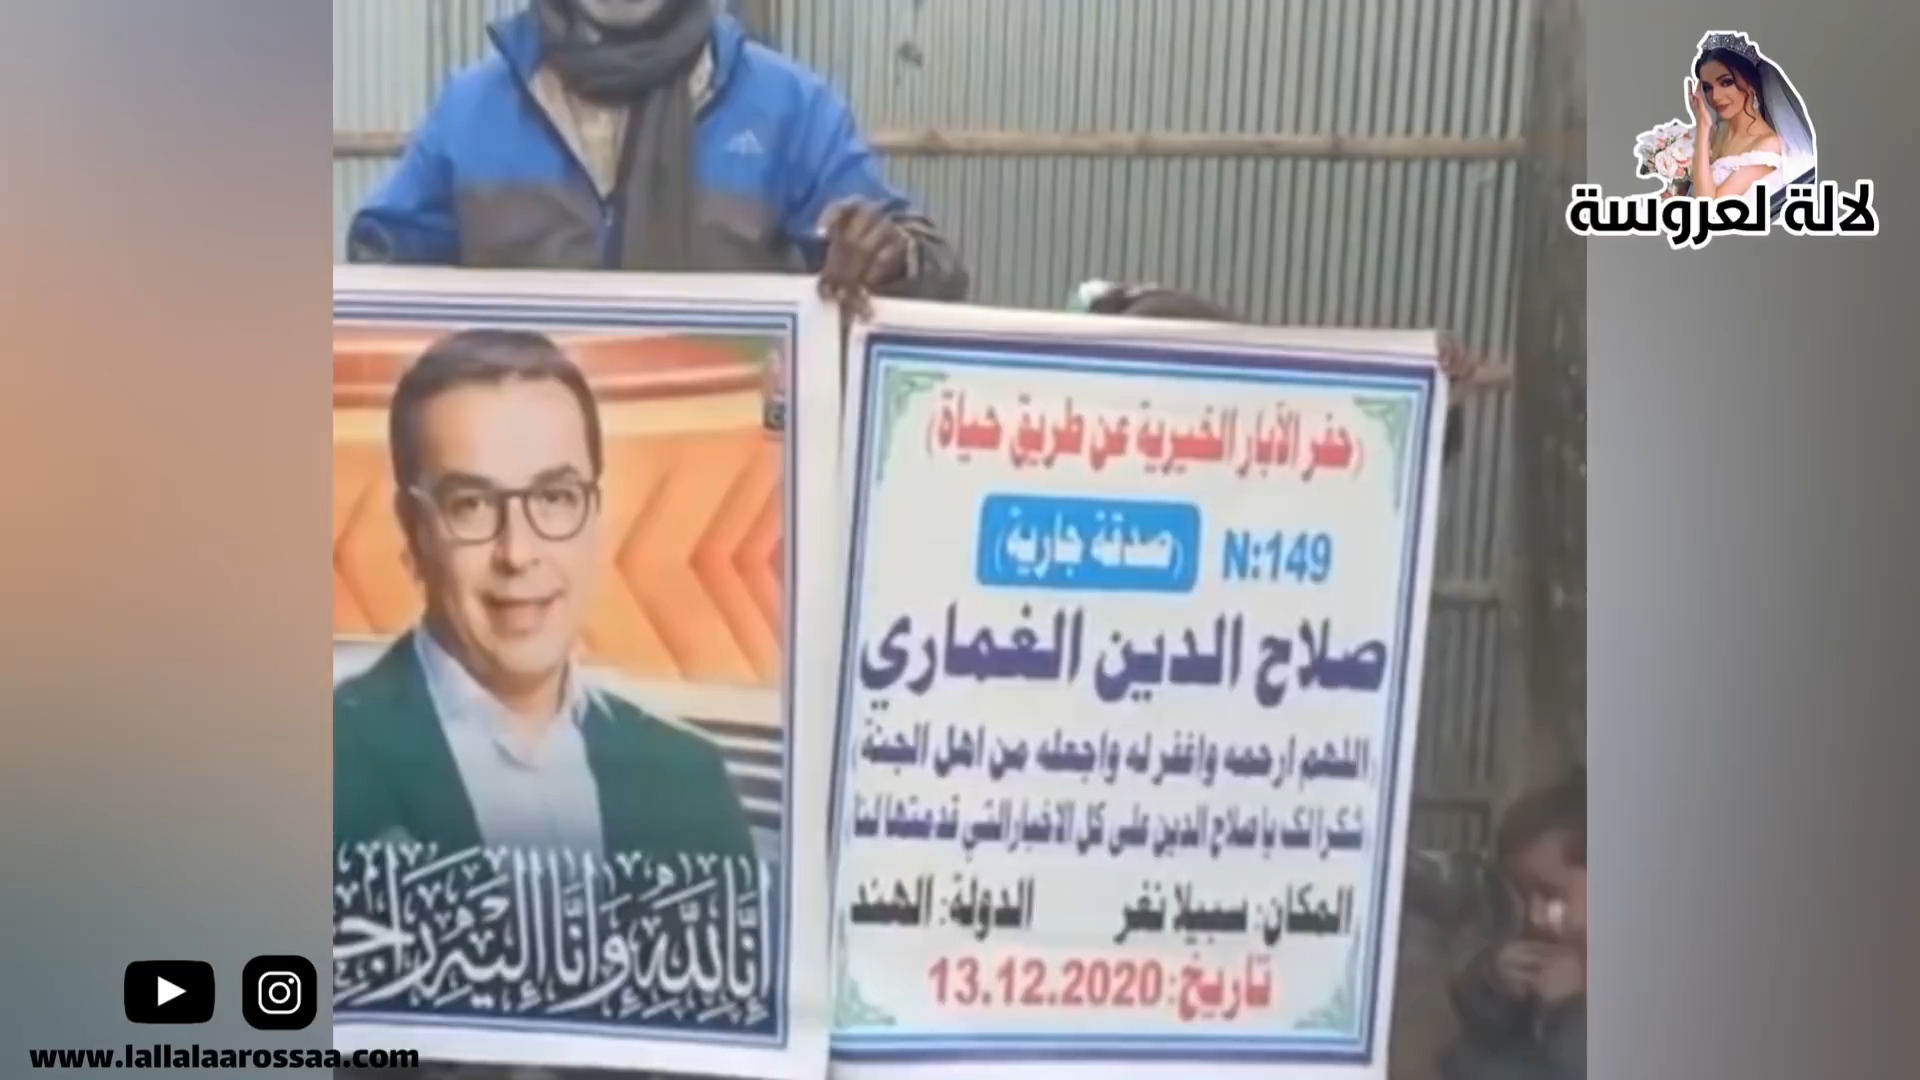 لالة لعروسة
(حفر الآبار الخيرية عن طريق حياة)
(صدقة جارية) N:149
صلاح الدين الغماري
(اللهم ارحمه واغفر له واجعله من اهل الجنة)
شكرا لك يا صلاح الدين على كل الاخبار التي قدمتها لنا
المكان: سبيلا نغر الدولة: الهند
تاريخ: 13.12.2020
إنا لله وإنا إليه راج
www.lallalaarossaa.com